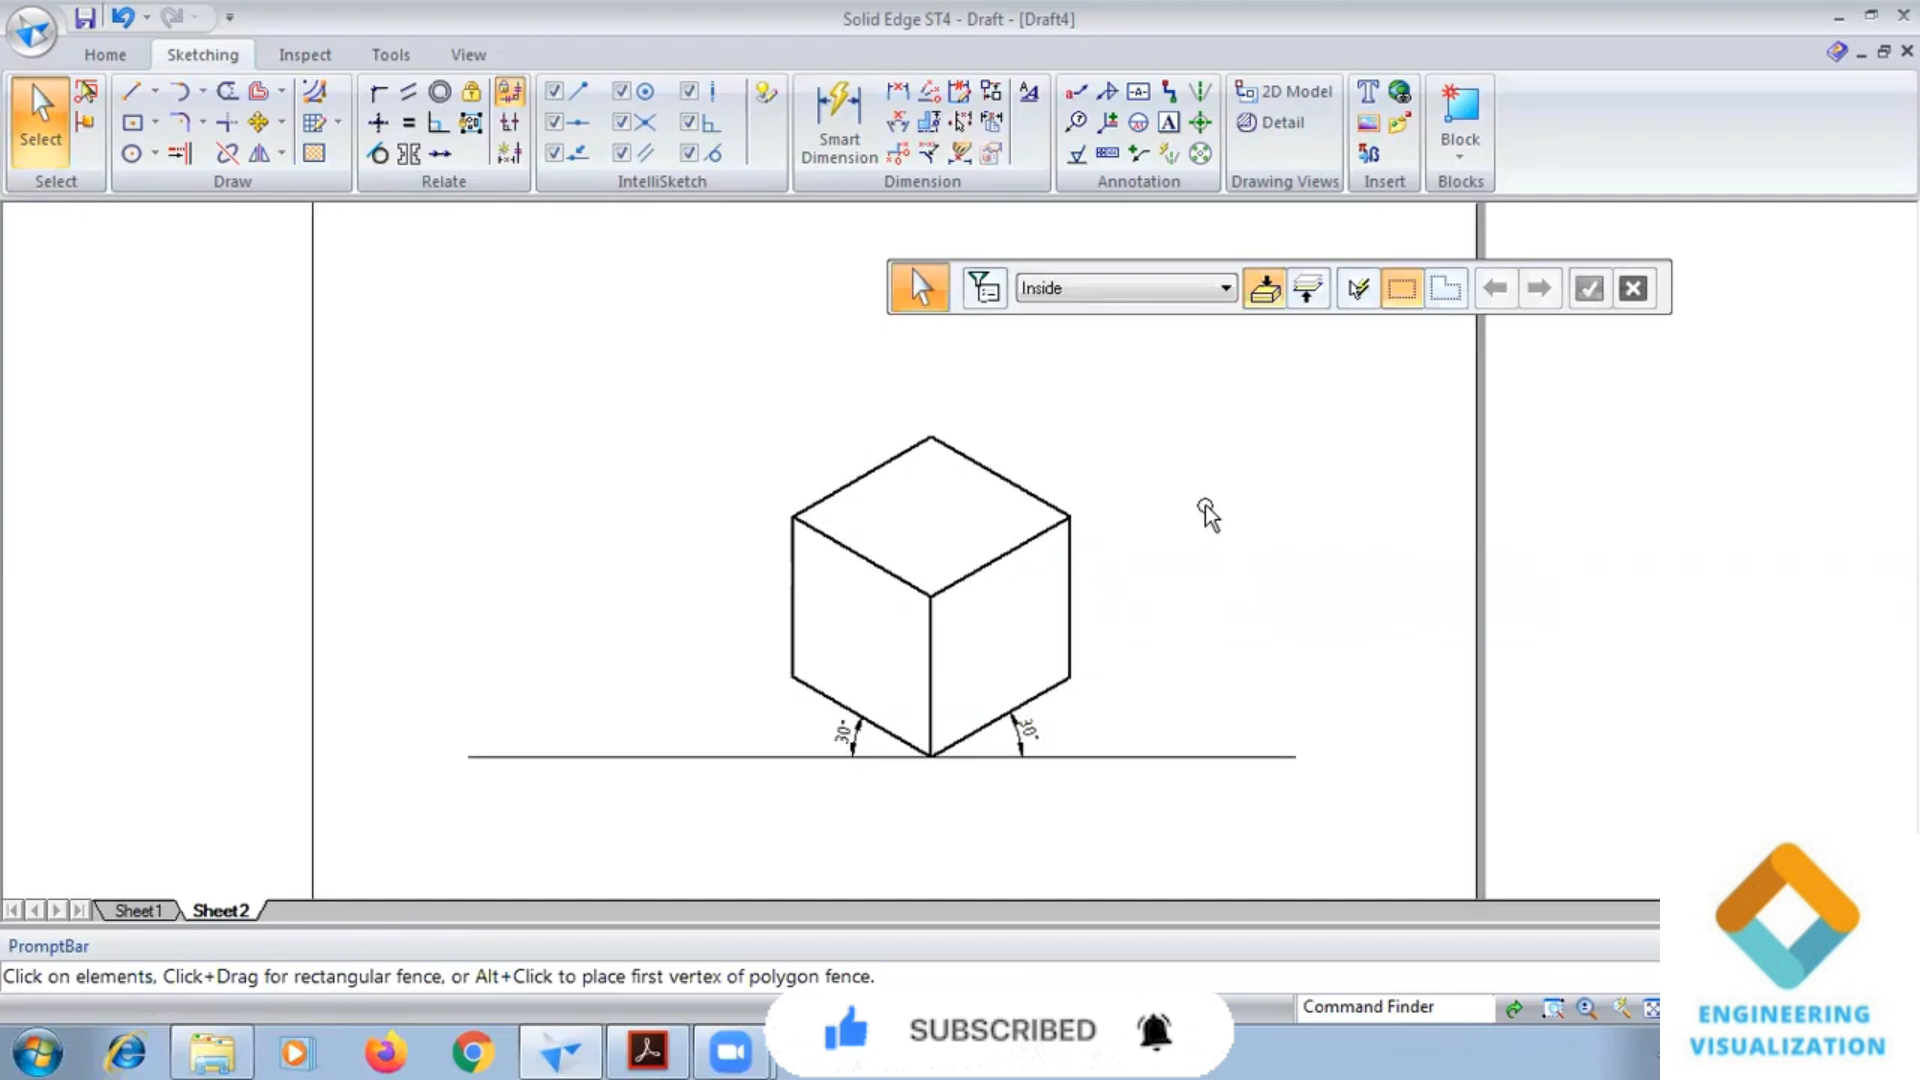 Solid Edge ST4 - Draft - [Draft4]
Home Sketching Inspect Tools View
Select
Smart
Dimension
2D Model
Detail
Block
Select Draw Relate IntelliSketch Dimension Annotation Drawing Views Insert Blocks
Inside
30°
30°
Sheet1 Sheet2
PromptBar
Click on elements, Click+Drag for rectangular fence, or Alt+Click to place first vertex of polygon fence.
Command Finder
SUBSCRIBED
ENGINEERING
VISUALIZATION